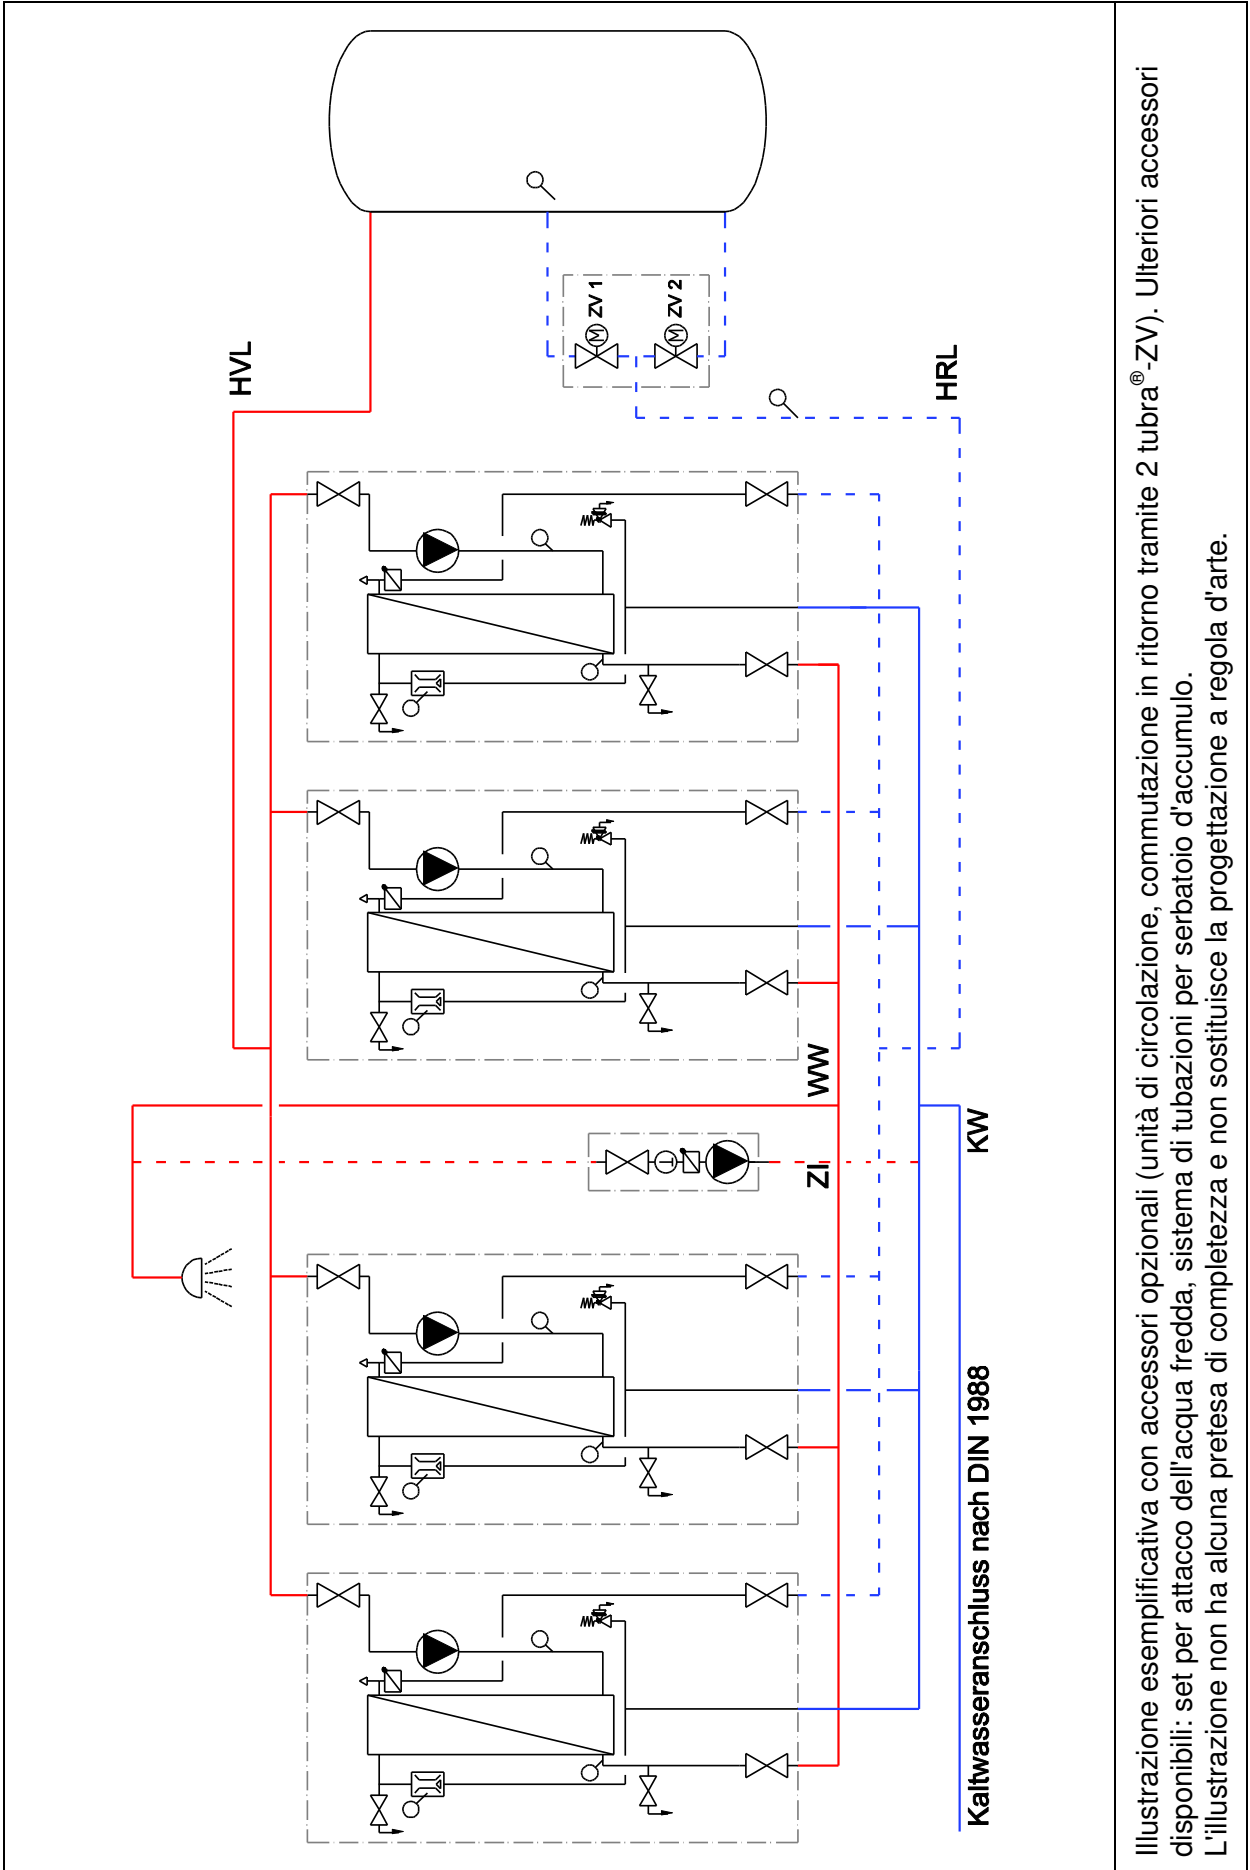 HVL
ZV 1
M
ZV 2
M
HRL
WW
KW
ZI
Kaltwasseranschluss nach DIN 1988
Illustrazione esemplificativa con accessori opzionali (unità di circolazione, commutazione in ritorno tramite 2 tubra®-ZV). Ulteriori accessori
disponibili: set per attacco dell'acqua fredda, sistema di tubazioni per serbatoio d'accumulo.
L'illustrazione non ha alcuna pretesa di completezza e non sostituisce la progettazione a regola d'arte.